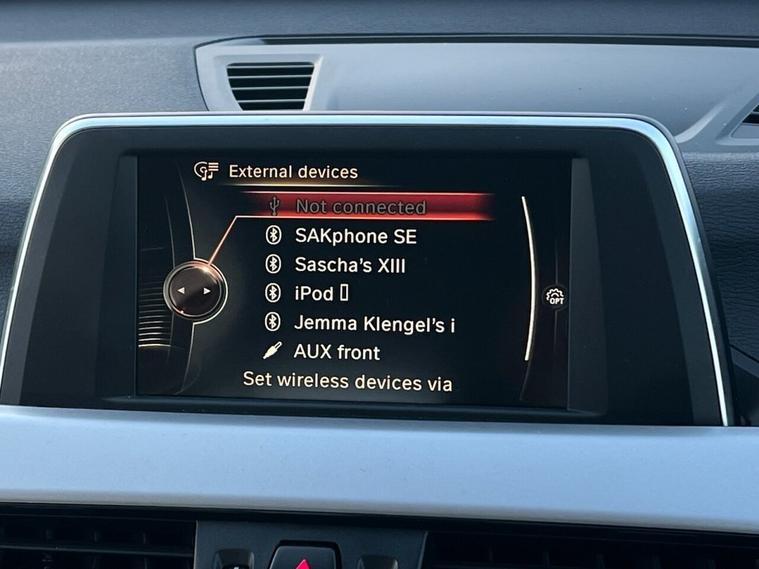 External devices
Not connected
SAKphone SE
Sascha's XIII
iPod ▯
Jemma Klengel's i
AUX front
Set wireless devices via
OPT